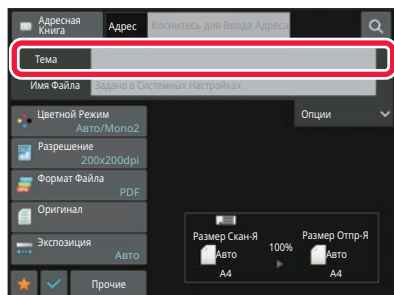 Адресная Книга
Адрес
Коснитесь для Ввода Адреса
Тема
Имя Файла
Задано в Системных Настройках
Цветной Режим
Авто/Mono2
Опции
Разрешение
200x200dpi
Формат Файла
PDF
Оригинал
Экспозиция
Авто
Размер Скан-Я
Авто
A4
100%
Размер Отпр-Я
Авто
A4
Прочие